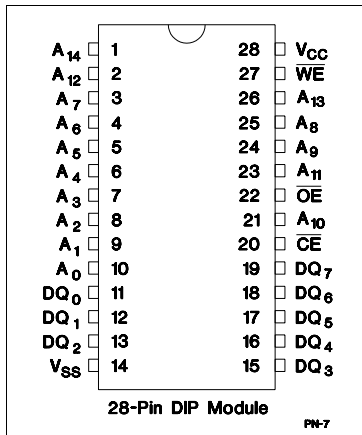 A14 1 28 VCC
A12 2 27 W̅E̅
A7 3 26 A13
A6 4 25 A8
A5 5 24 A9
A4 6 23 A11
A3 7 22 O̅E̅
A2 8 21 A10
A1 9 20 C̅E̅
A0 10 19 DQ7
DQ0 11 18 DQ6
DQ1 12 17 DQ5
DQ2 13 16 DQ4
VSS 14 15 DQ3
28-Pin DIP Module
PN-7